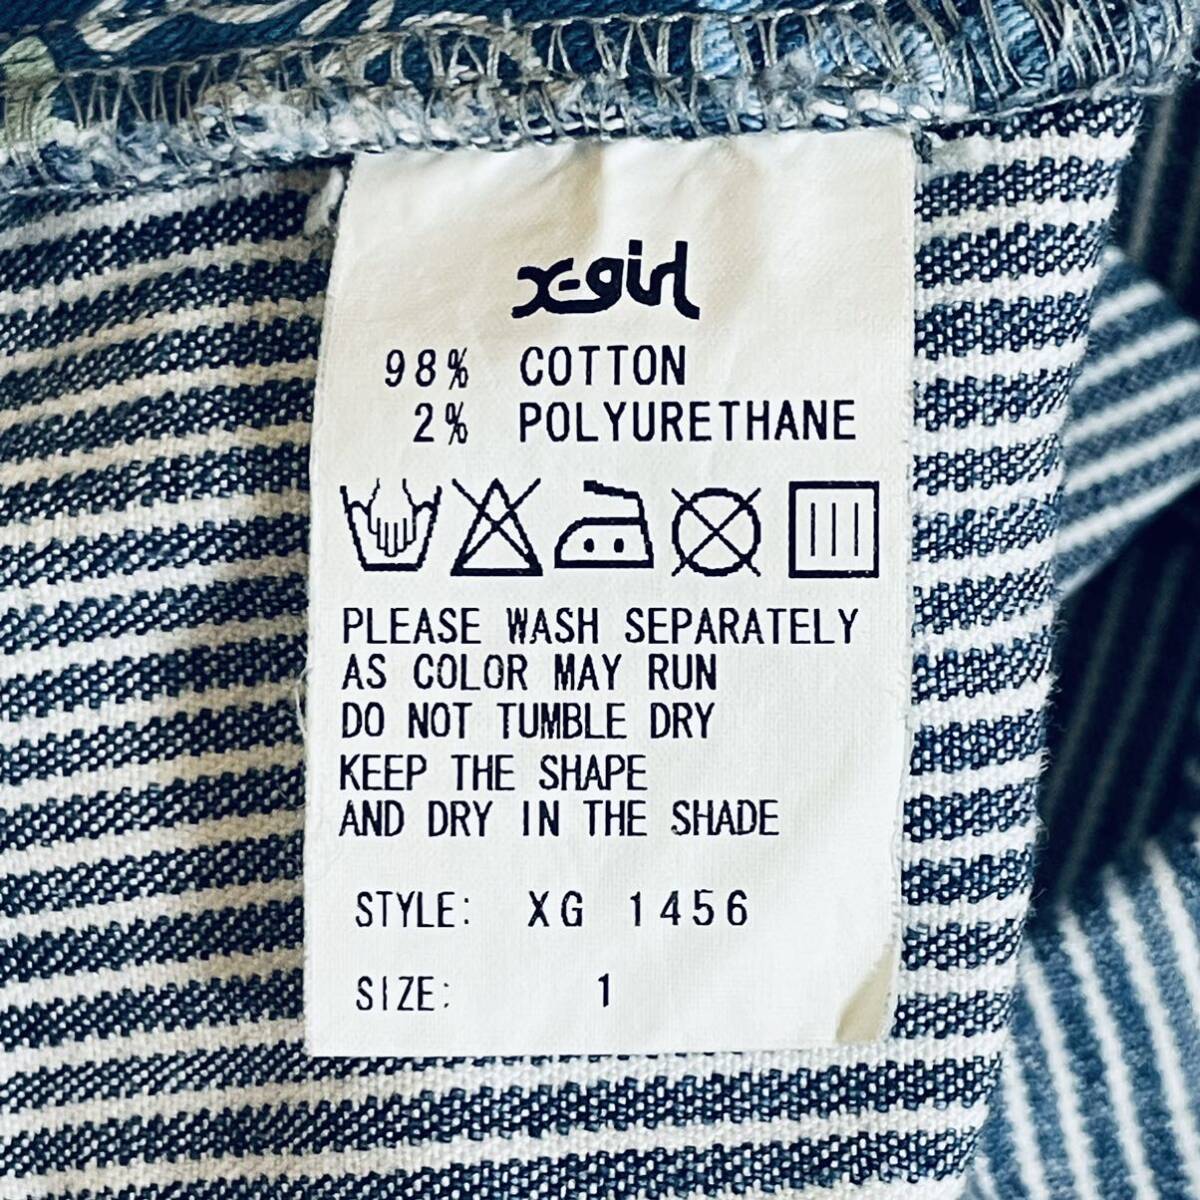 x-girl
98% COTTON
2% POLYURETHANE
PLEASE WASH SEPARATELY
AS COLOR MAY RUN
DO NOT TUMBLE DRY
KEEP THE SHAPE
AND DRY IN THE SHADE
STYLE: XG 1456
SIZE: 1